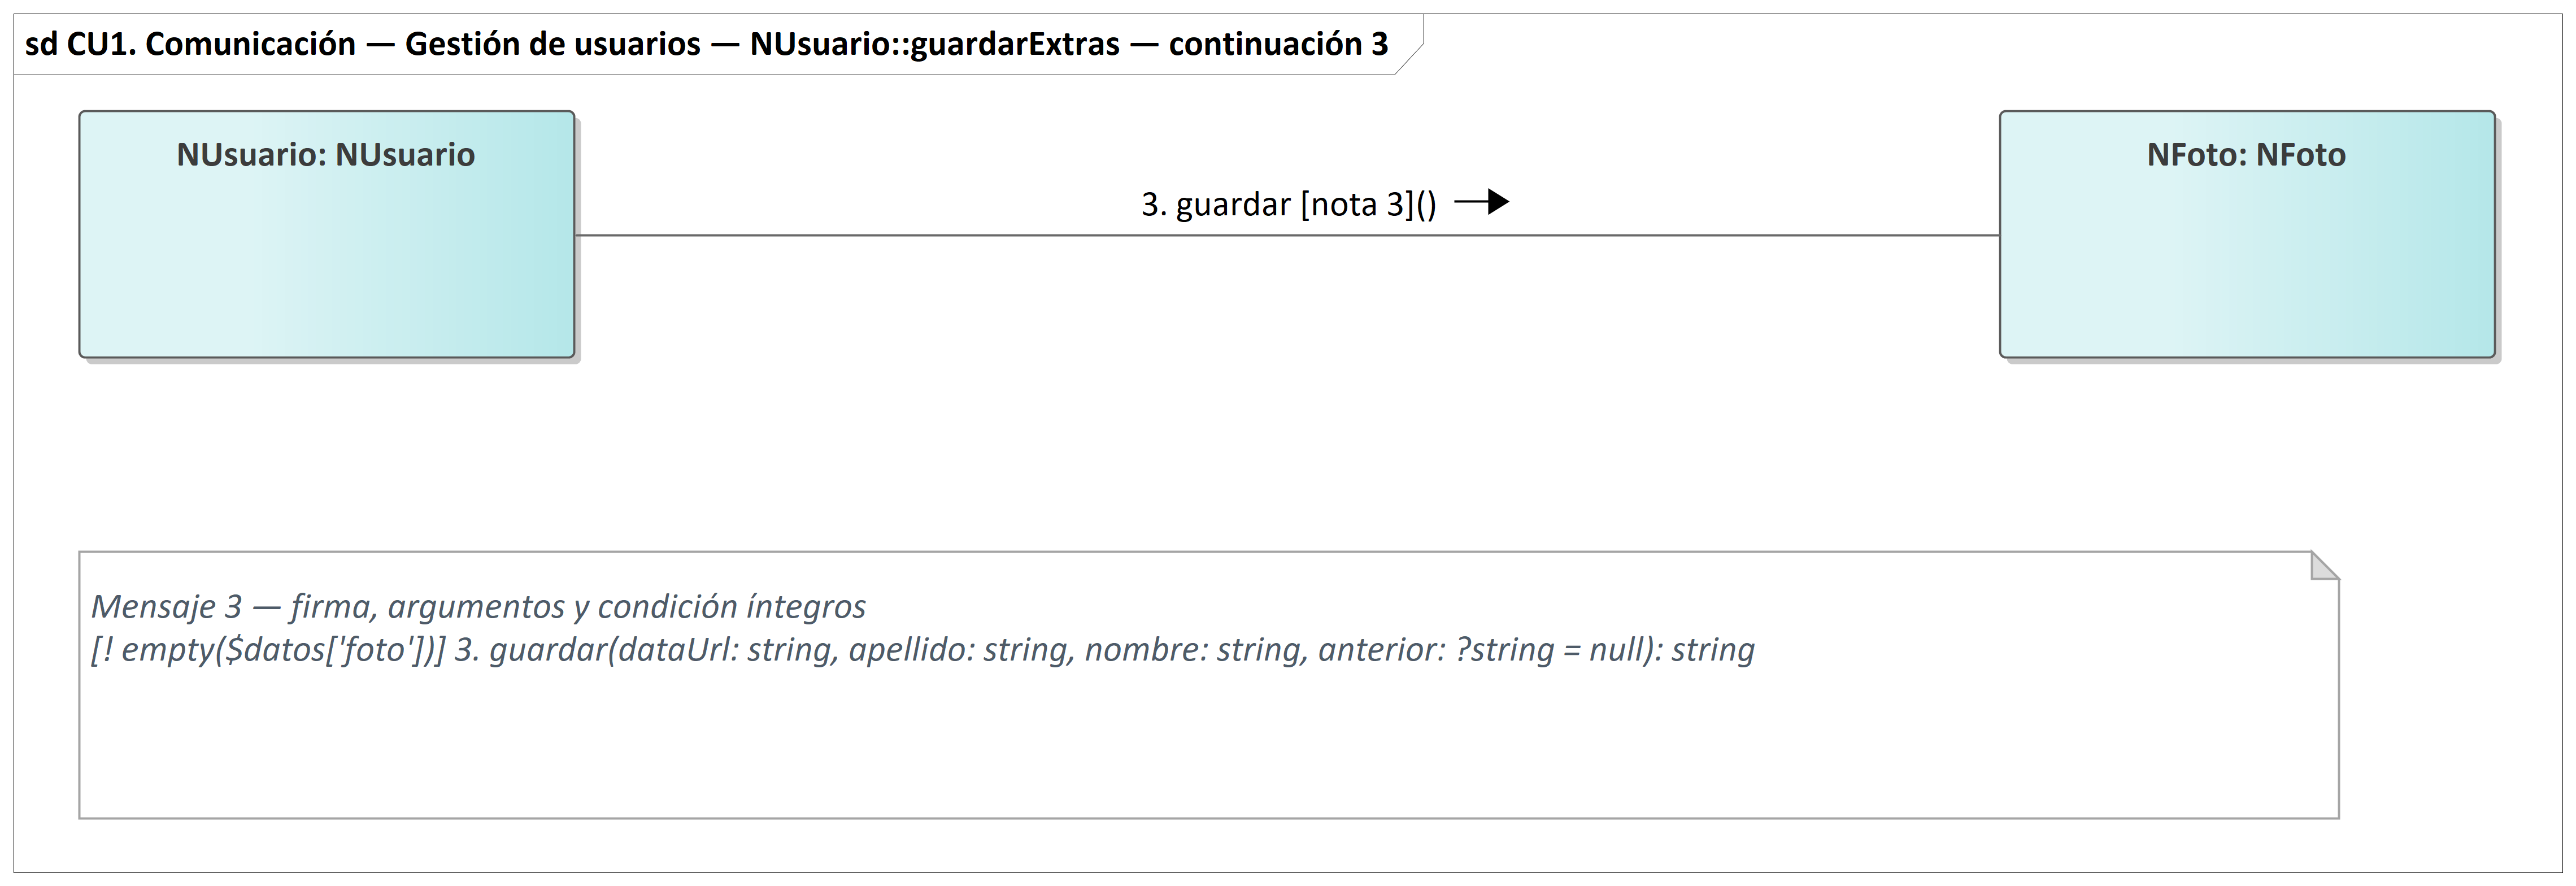 sd CU1. Comunicación — Gestión de usuarios — NUsuario::guardarExtras — continuación 3
NUsuario: NUsuario
NFoto: NFoto
3. guardar [nota 3]()
Mensaje 3 — firma, argumentos y condición íntegros
[! empty($datos['foto'])] 3. guardar(dataUrl: string, apellido: string, nombre: string, anterior: ?string = null): string